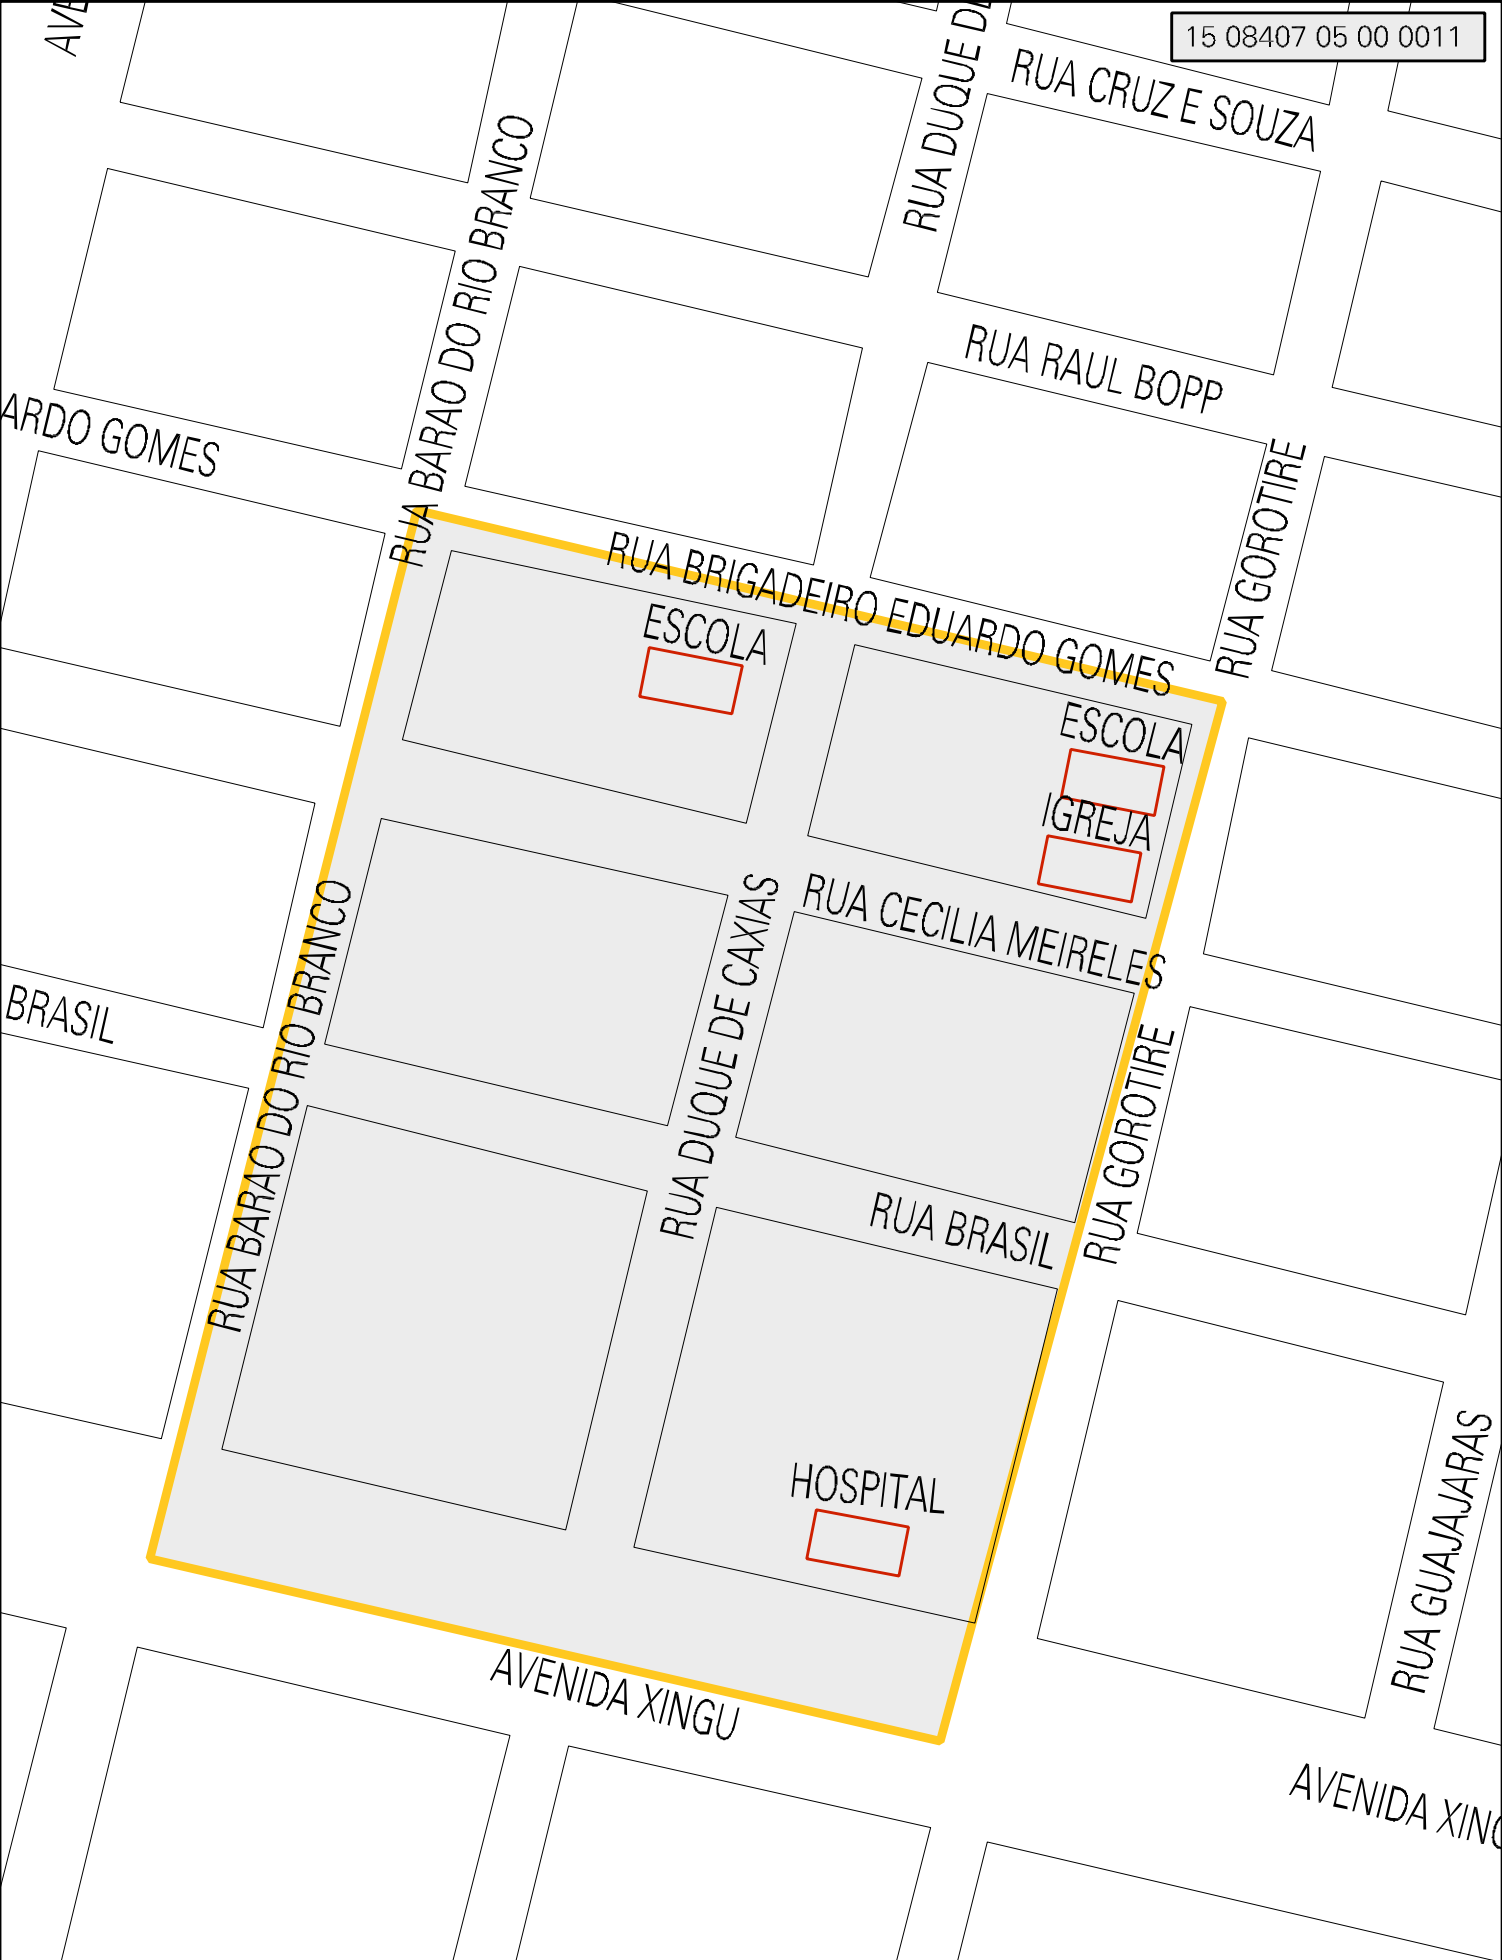 AVE
15 08407 05 00 0011
RUA DUQUE DE
RUA CRUZ E SOUZA
RUA BARAO DO RIO BRANCO
RUA RAUL BOPP
ARDO GOMES
RUA GOROTIRE
RUA BRIGADEIRO EDUARDO GOMES
ESCOLA
ESCOLA
IGREJA
RUA CECILIA MEIRELES
RUA DUQUE DE CAXIAS
RUA BARAO DO RIO BRANCO
BRASIL
RUA GOROTIRE
RUA BRASIL
HOSPITAL
RUA GUAJAJARAS
AVENIDA XINGU
AVENIDA XING